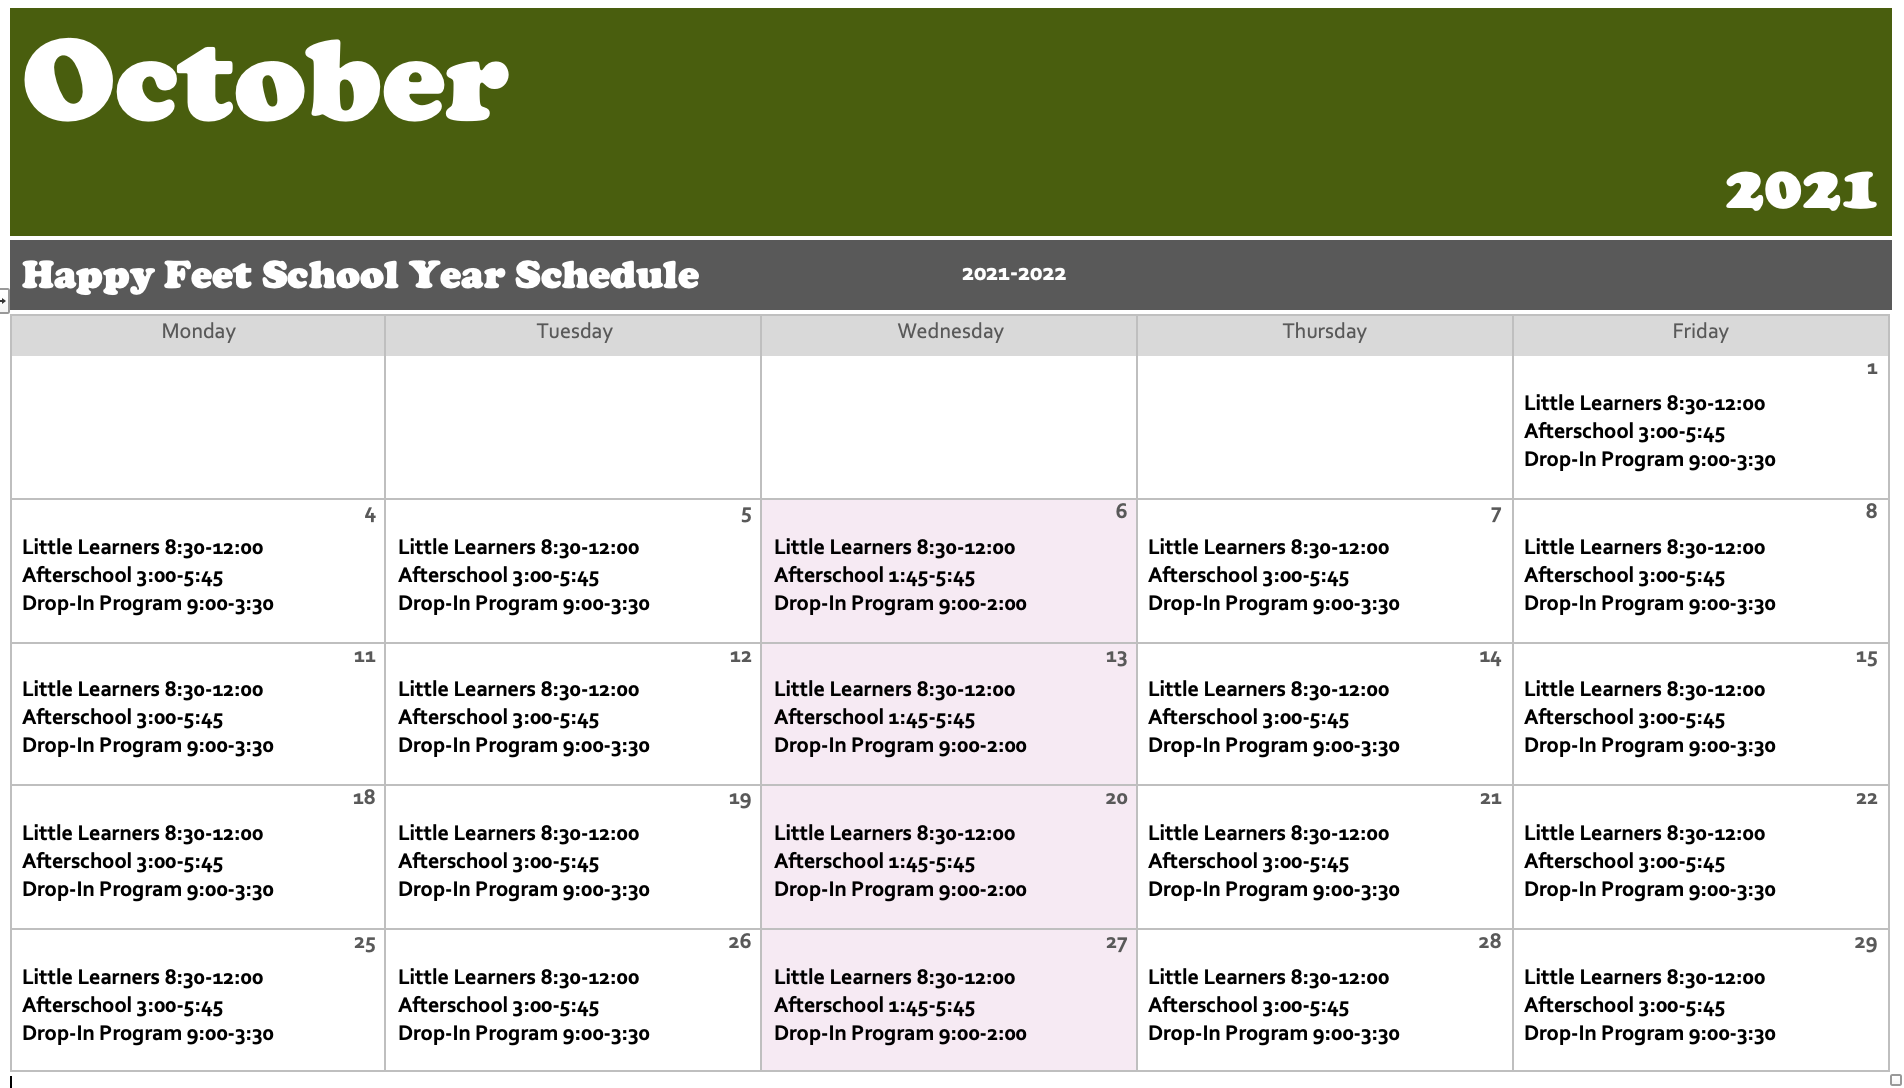 October
2021
Happy Feet School Year Schedule 2021-2022
Monday Tuesday Wednesday Thursday Friday
1
Little Learners 8:30-12:00
Afterschool 3:00-5:45
Drop-In Program 9:00-3:30
4
Little Learners 8:30-12:00
Afterschool 3:00-5:45
Drop-In Program 9:00-3:30
5
Little Learners 8:30-12:00
Afterschool 3:00-5:45
Drop-In Program 9:00-3:30
6
Little Learners 8:30-12:00
Afterschool 1:45-5:45
Drop-In Program 9:00-2:00
7
Little Learners 8:30-12:00
Afterschool 3:00-5:45
Drop-In Program 9:00-3:30
8
Little Learners 8:30-12:00
Afterschool 3:00-5:45
Drop-In Program 9:00-3:30
11
Little Learners 8:30-12:00
Afterschool 3:00-5:45
Drop-In Program 9:00-3:30
12
Little Learners 8:30-12:00
Afterschool 3:00-5:45
Drop-In Program 9:00-3:30
13
Little Learners 8:30-12:00
Afterschool 1:45-5:45
Drop-In Program 9:00-2:00
14
Little Learners 8:30-12:00
Afterschool 3:00-5:45
Drop-In Program 9:00-3:30
15
Little Learners 8:30-12:00
Afterschool 3:00-5:45
Drop-In Program 9:00-3:30
18
Little Learners 8:30-12:00
Afterschool 3:00-5:45
Drop-In Program 9:00-3:30
19
Little Learners 8:30-12:00
Afterschool 3:00-5:45
Drop-In Program 9:00-3:30
20
Little Learners 8:30-12:00
Afterschool 1:45-5:45
Drop-In Program 9:00-2:00
21
Little Learners 8:30-12:00
Afterschool 3:00-5:45
Drop-In Program 9:00-3:30
22
Little Learners 8:30-12:00
Afterschool 3:00-5:45
Drop-In Program 9:00-3:30
25
Little Learners 8:30-12:00
Afterschool 3:00-5:45
Drop-In Program 9:00-3:30
26
Little Learners 8:30-12:00
Afterschool 3:00-5:45
Drop-In Program 9:00-3:30
27
Little Learners 8:30-12:00
Afterschool 1:45-5:45
Drop-In Program 9:00-2:00
28
Little Learners 8:30-12:00
Afterschool 3:00-5:45
Drop-In Program 9:00-3:30
29
Little Learners 8:30-12:00
Afterschool 3:00-5:45
Drop-In Program 9:00-3:30